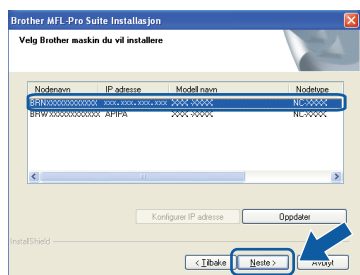 Brother MFL-Pro Suite Installasjon
Velg Brother maskin du vil installere
Nodenavn IP adresse Modell navn Nodetype
BRNXXXXXXXXXXXX xxx.xxx.xxx.xxx XXX-XXXX NC-XXXX
BRWXXXXXXXXXXXX APIPA XXX-XXXX NC-XXXX
Konfigurer IP adresse Oppdater
InstallShield
< Tilbake Neste > Avbryt